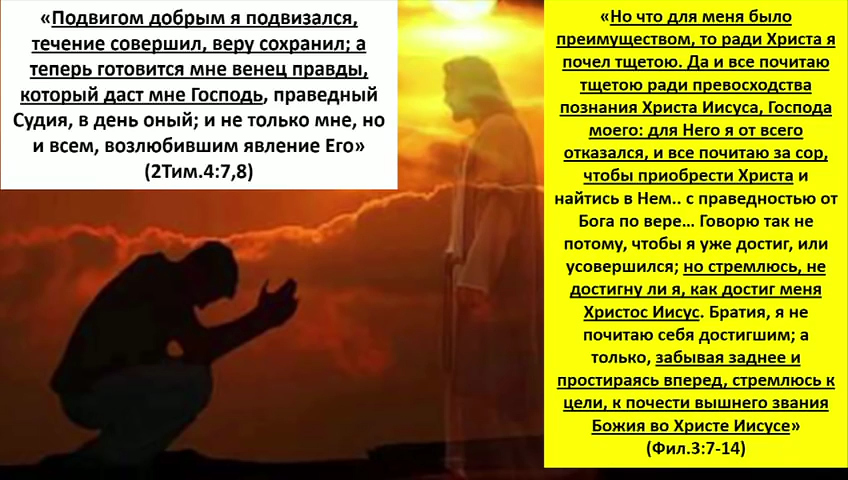 «Подвигом добрым я подвизался,
течение совершил, веру сохранил; а
теперь готовится мне венец правды,
который даст мне Господь, праведный
Судия, в день оный; и не только мне, но
и всем, возлюбившим явление Его»
(2Тим.4:7,8)
«Но что для меня было
преимуществом, то ради Христа я
почел тщетою. Да и все почитаю
тщетою ради превосходства
познания Христа Иисуса, Господа
моего: для Него я от всего
отказался, и все почитаю за сор,
чтобы приобрести Христа и
найтись в Нем.. с праведностью от
Бога по вере… Говорю так не
потому, чтобы я уже достиг, или
усовершился; но стремлюсь, не
достигну ли я, как достиг меня
Христос Иисус. Братия, я не
почитаю себя достигшим; а
только, забывая заднее и
простираясь вперед, стремлюсь к
цели, к почести вышнего звания
Божия во Христе Иисусе»
(Фил.3:7-14)